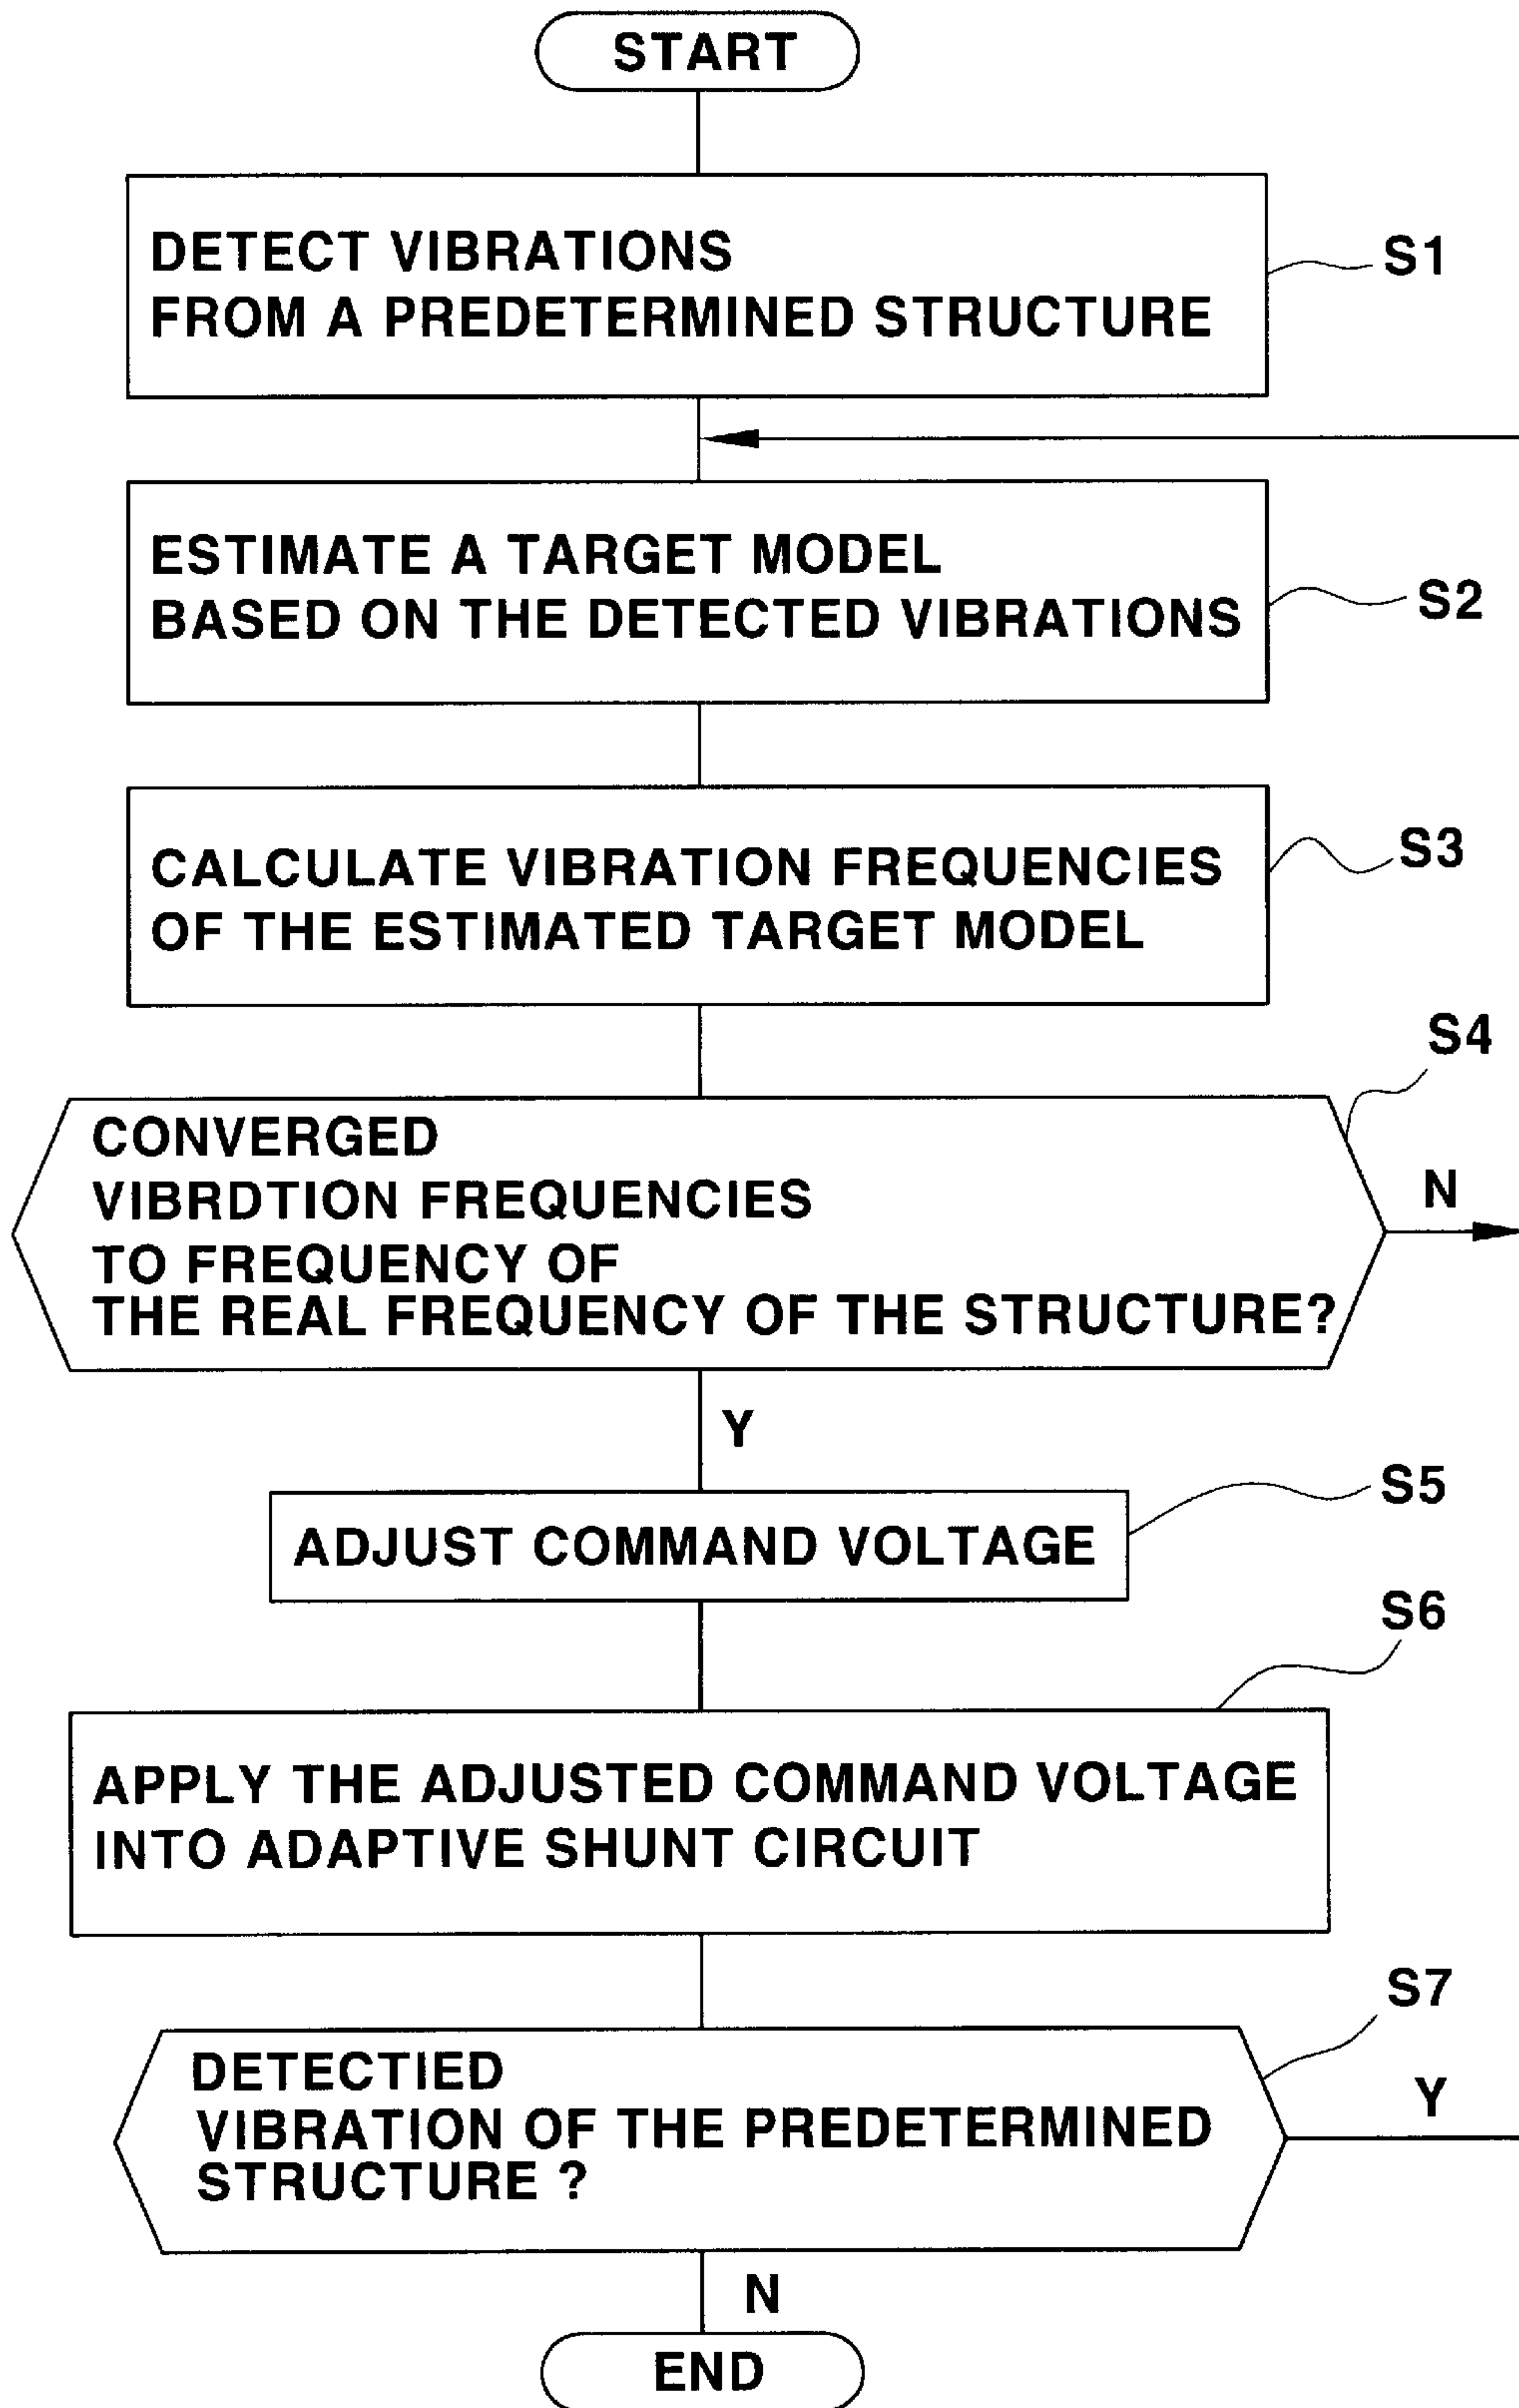 START
DETECT VIBRATIONS
FROM A PREDETERMINED STRUCTURE
S1
ESTIMATE A TARGET MODEL
BASED ON THE DETECTED VIBRATIONS
S2
CALCULATE VIBRATION FREQUENCIES
OF THE ESTIMATED TARGET MODEL
S3
S4
CONVERGED
VIBRDTION FREQUENCIES
TO FREQUENCY OF
THE REAL FREQUENCY OF THE STRUCTURE?
N
Y
ADJUST COMMAND VOLTAGE
S5
S6
APPLY THE ADJUSTED COMMAND VOLTAGE
INTO ADAPTIVE SHUNT CIRCUIT
S7
DETECTIED
VIBRATION OF THE PREDETERMINED
STRUCTURE ?
Y
N
END